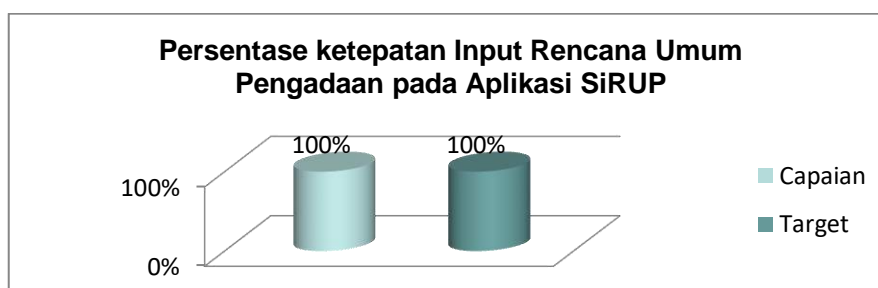 Persentase ketepatan Input Rencana Umum
Pengadaan pada Aplikasi SiRUP
100% 100%
100%
0%
Capaian
Target